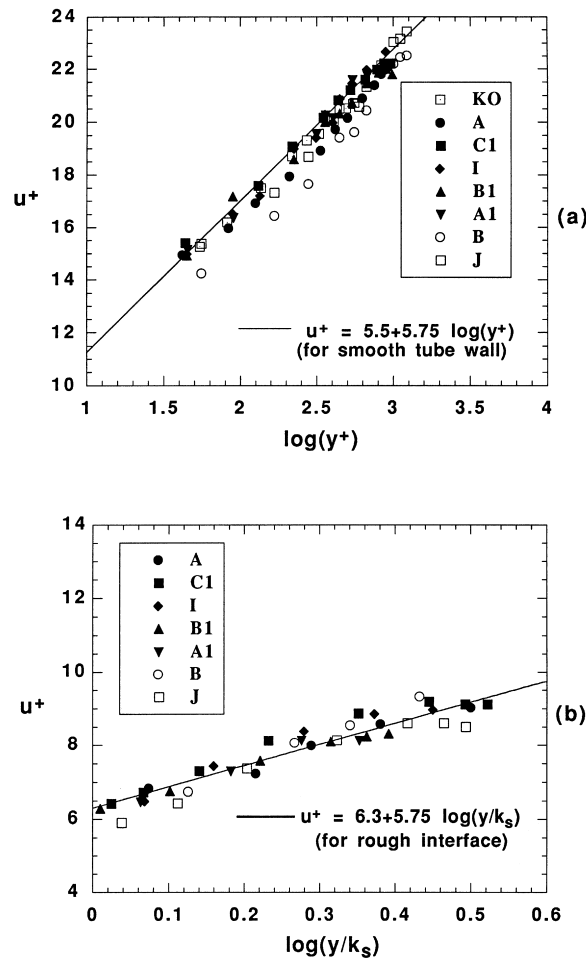 24
22
20
18
16
14
12
10
u+
KO
A
C1
I
B1
A1
B
J
(a)
u+ = 5.5+5.75 log(y+)
(for smooth tube wall)
1 1.5 2 2.5 3 3.5 4
log(y+)
14
12
10
8
6
4
u+
A
C1
I
B1
A1
B
J
(b)
u+ = 6.3+5.75 log(y/ks)
(for rough interface)
0 0.1 0.2 0.3 0.4 0.5 0.6
log(y/ks)